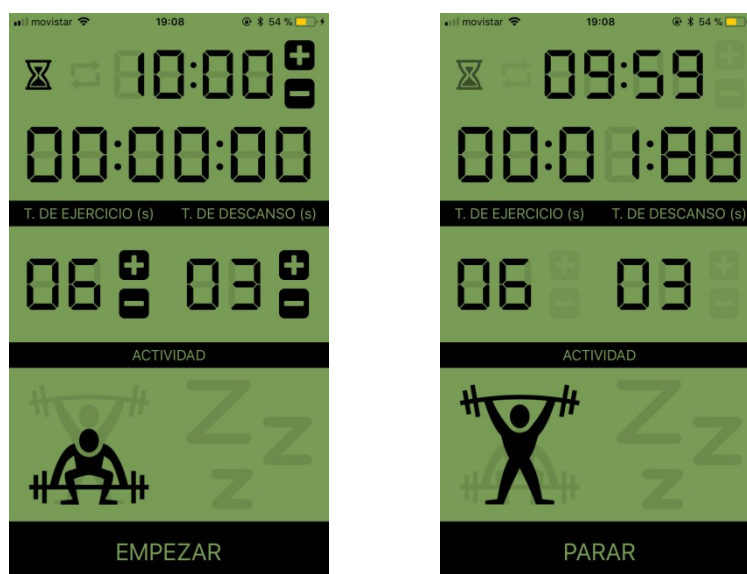 movistar 19:08 54 %
10:00
00:00:00
T. DE EJERCICIO (s) T. DE DESCANSO (s)
06 03
ACTIVIDAD
Z Z Z
EMPEZAR
movistar 19:08 54 %
09:59
00:01:88
T. DE EJERCICIO (s) T. DE DESCANSO (s)
06 03
ACTIVIDAD
Z Z Z
PARAR